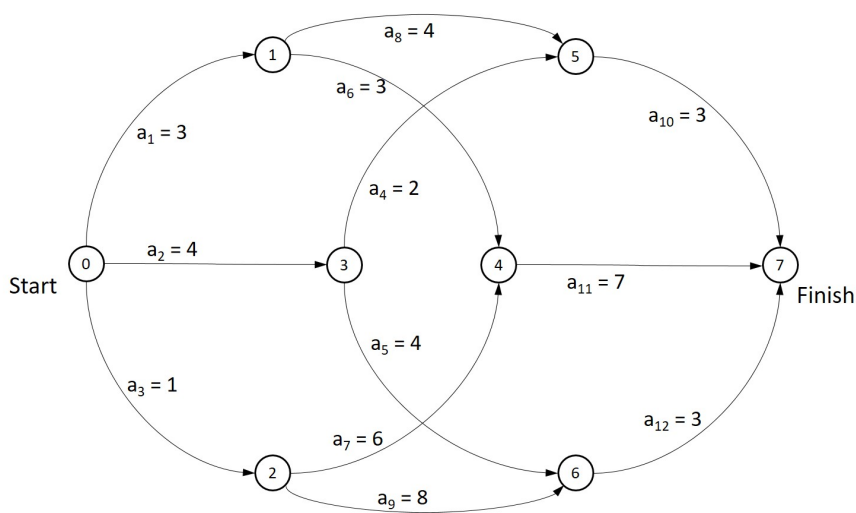 a₈ = 4
1
5
a₆ = 3
a₁₀ = 3
a₁ = 3
a₄ = 2
a₂ = 4
0
3
4
7
Start
a₁₁ = 7
Finish
a₅ = 4
a₃ = 1
a₁₂ = 3
a₇ = 6
2
6
a₉ = 8